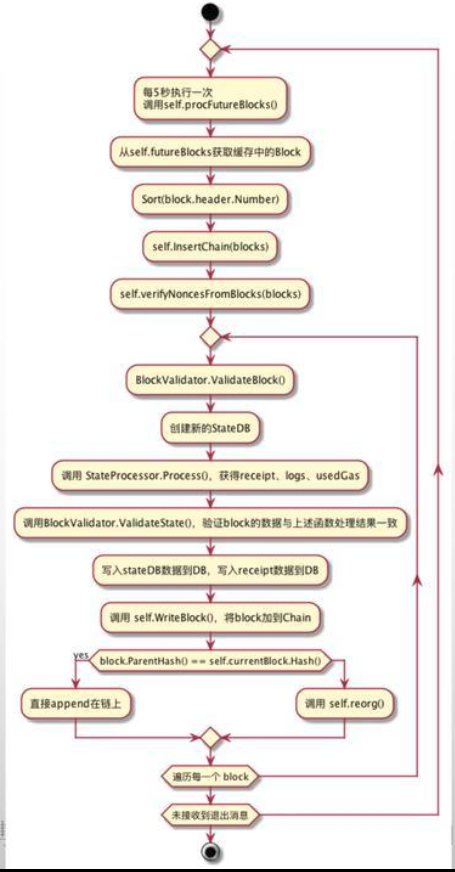 每5秒执行一次
调用self.procFutureBlocks()
从self.futureBlocks获取缓存中的Block
Sort(block.header.Number)
self.InsertChain(blocks)
self.verifyNoncesFromBlocks(blocks)
BlockValidator.ValidateBlock()
创建新的StateDB
调用 StateProcessor.Process()，获得receipt、logs、usedGas
调用BlockValidator.ValidateState()，验证block的数据与上述函数处理结果一致
写入stateDB数据到DB，写入receipt数据到DB
调用 self.WriteBlock()，将block加到Chain
yes
block.ParentHash() == self.currentBlock.Hash()
直接append在链上
调用 self.reorg()
遍历每一个 block
未接收到退出消息